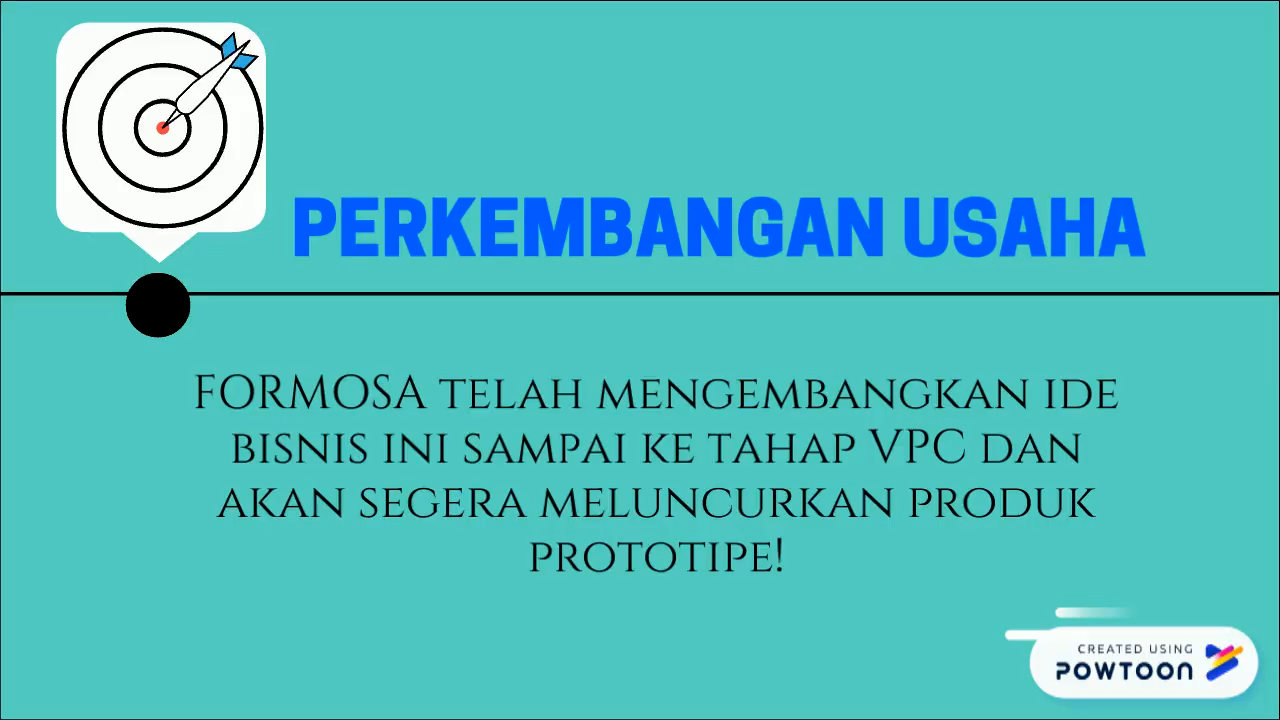 PERKEMBANGAN USAHA
FORMOSA TELAH MENGEMBANGKAN IDE
BISNIS INI SAMPAI KE TAHAP VPC DAN
AKAN SEGERA MELUNCURKAN PRODUK
PROTOTIPE!
CREATED USING
POWTOON